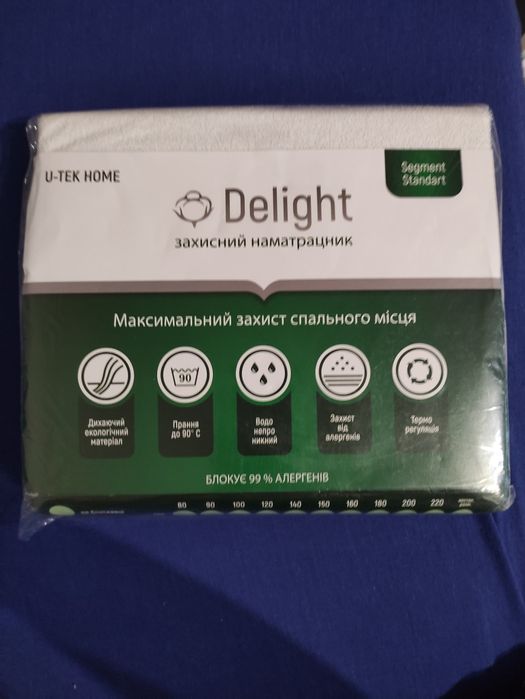 U-TEK HOME
Segment
Standart
Delight
захисний наматрацник
Максимальний захист спального місця
90
Дихаючий
екологічний
матеріал
Прання
до 90° С
Водо
непро
никний
Захист
від
алергенів
Термо
регуляція
БЛОКУЄ 99 % АЛЕРГЕНІВ
80 90 100 120 140 150 160 180 200 220